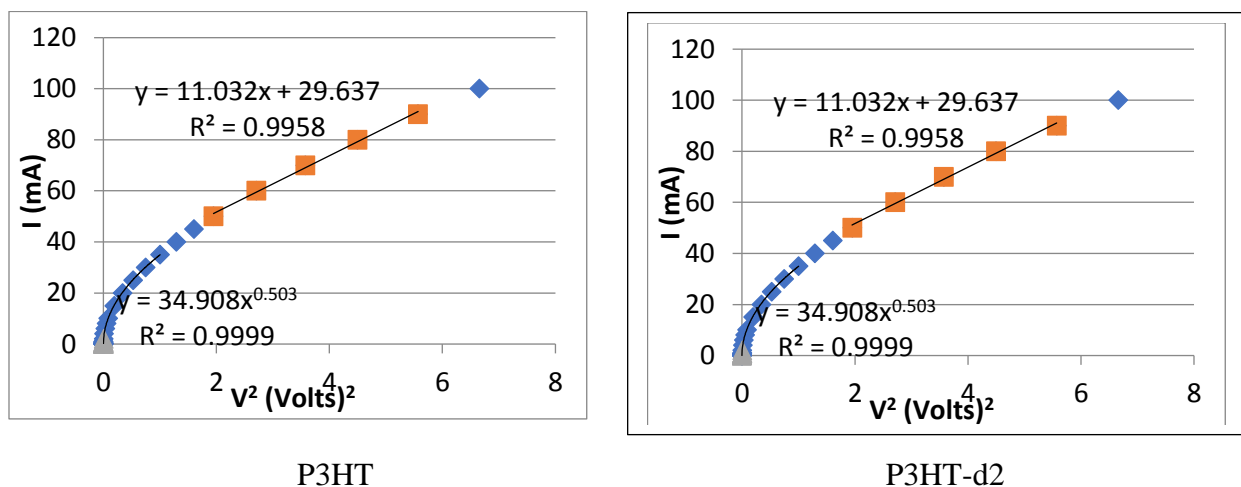 120
100
80
60
40
20
0
I (mA)
y = 11.032x + 29.637
R² = 0.9958
y = 34.908x^0.503
R² = 0.9999
0 2 4 6 8
V² (Volts)²
P3HT
120
100
80
60
40
20
0
I (mA)
y = 11.032x + 29.637
R² = 0.9958
y = 34.908x^0.503
R² = 0.9999
0 2 4 6 8
V² (Volts)²
P3HT-d2